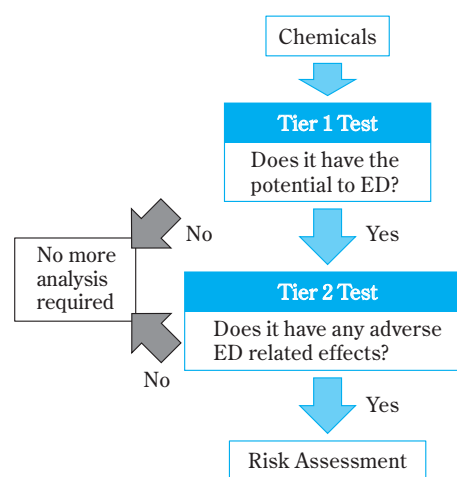 Chemicals
Tier 1 Test
Does it have the
potential to ED?
No
Yes
No more
analysis
required
Tier 2 Test
Does it have any adverse
ED related effects?
No
Yes
Risk Assessment